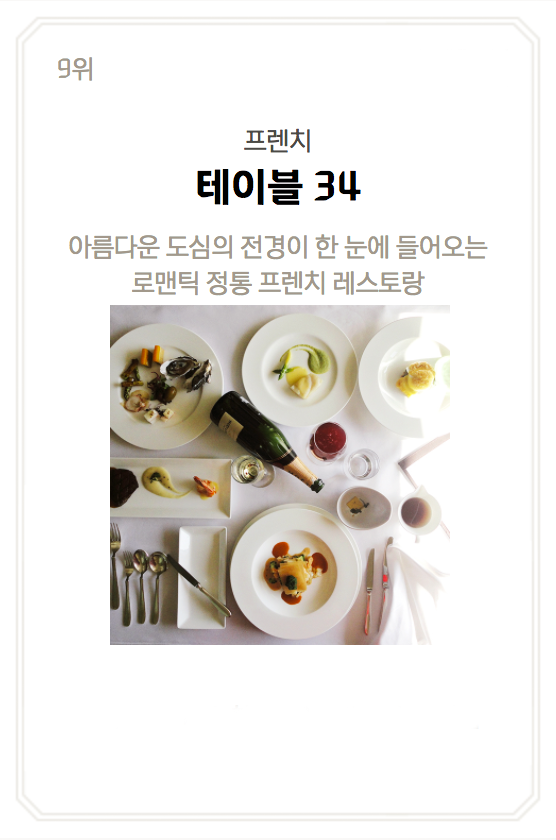 9위
프렌치
테이블 34
아름다운 도심의 전경이 한 눈에 들어오는
로맨틱 정통 프렌치 레스토랑